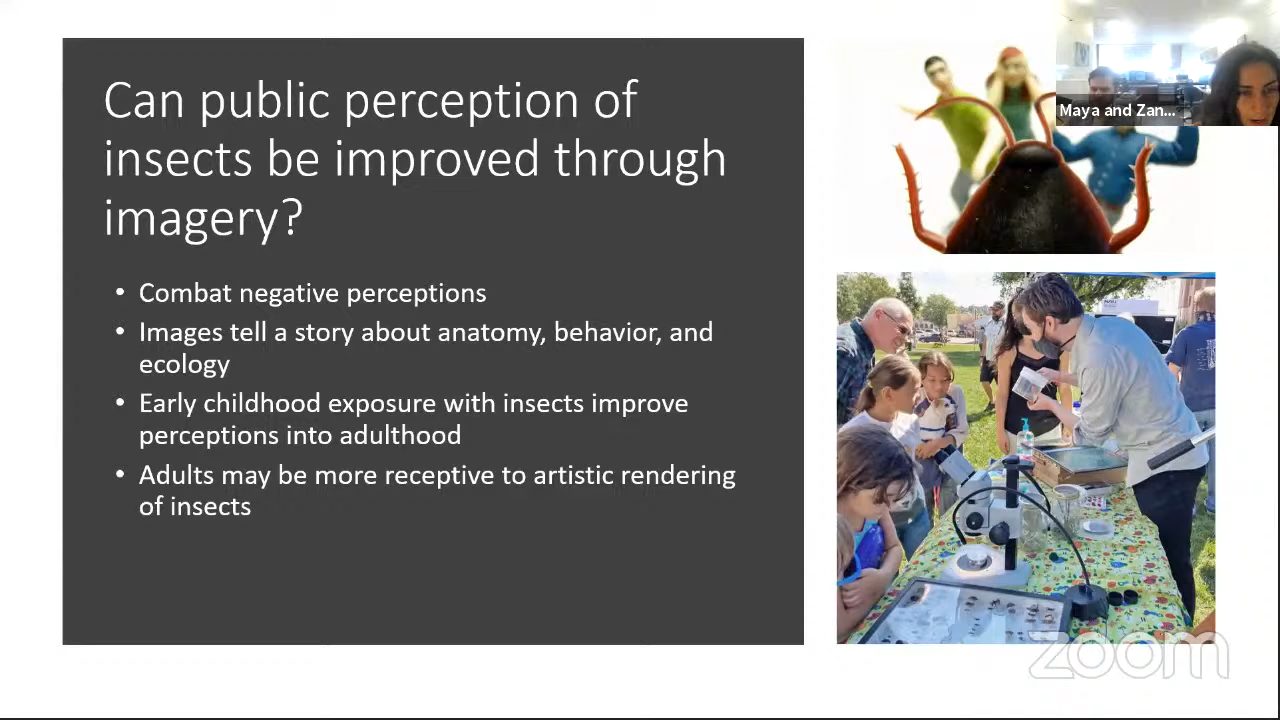 Can public perception of
insects be improved through
imagery?
• Combat negative perceptions
• Images tell a story about anatomy, behavior, and
ecology
• Early childhood exposure with insects improve
perceptions into adulthood
• Adults may be more receptive to artistic rendering
of insects
Maya and Zan...
zoom